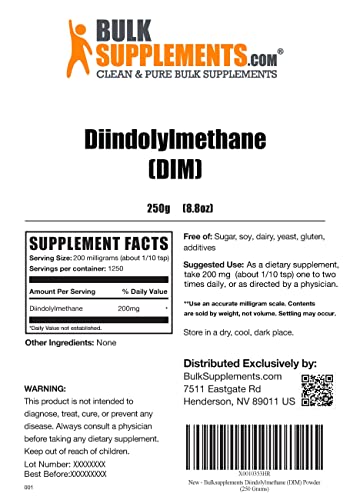 BULK
SUPPLEMENTS.COM®
CLEAN & PURE BULK SUPPLEMENTS
Diindolylmethane
(DIM)
250g (8.8oz)
SUPPLEMENT FACTS
Serving Size: 200 milligrams (about 1/10 tsp)
Servings per container: 1250
Amount Per Serving % Daily Value
Diindolylmethane 200mg *
*Daily Value not established.
Other Ingredients: None
Free of: Sugar, soy, dairy, yeast, gluten,
additives
Suggested Use: As a dietary supplement,
take 200 mg (about 1/10 tsp) one to two
times daily, or as directed by a physician.
**Use an accurate milligram scale. Contents
are sold by weight, not volume. Settling may occur.
Store in a dry, cool, dark place.
Distributed Exclusively by:
BulkSupplements.com
7511 Eastgate Rd
Henderson, NV 89011 US
WARNING:
This product is not intended to
diagnose, treat, cure, or prevent any
disease. Always consult a physician
before taking any dietary supplement.
Keep out of reach of children.
Lot Number: XXXXXXXX
Best Before:XXXXXXXX
001
X0010353HR
New - Bulksupplements Diindolylmethane (DIM) Powder
(250 Grams)